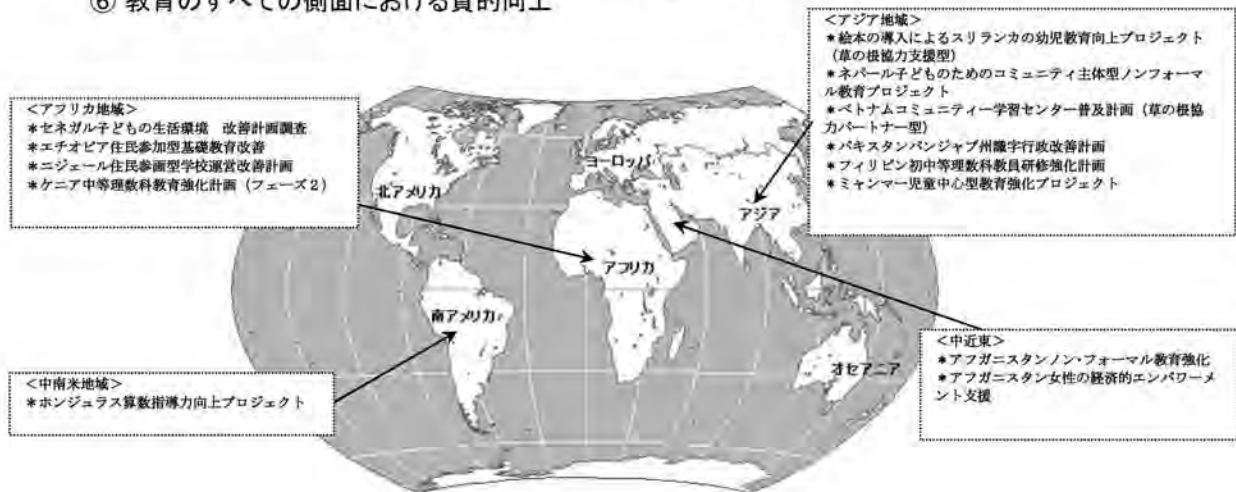 ⑥ 教育のすべての側面における質的向上
<アジア地域>
*絵本の導入によるスリランカの幼児教育向上プロジェクト
(草の根協力支援型)
*ネパール子どものためのコミュニティ主体型ノンフォーマ
ル教育プロジェクト
*ベトナムコミュニティー学習センター普及計画(草の根協
力パートナー型)
*パキスタンパンジャブ州識字行政改善計画
*フィリピン初中等理数科教員研修強化計画
*ミャンマー児童中心型教育強化プロジェクト
<アフリカ地域>
*セネガル子どもの生活環境 改善計画調査
*エチオピア住民参加型基礎教育改善
*ニジェール住民参画型学校運営改善計画
*ケニア中等理数科教育強化計画(フェーズ2)
ヨーロッパ
北アメリカ
アジア
アフリカ
南アメリカ
オセアニア
<中近東>
*アフガニスタンノン・フォーマル教育強化
*アフガニスタン女性の経済的エンパワーメ
ント支援
<中南米地域>
*ホンジュラス算数指導力向上プロジェクト